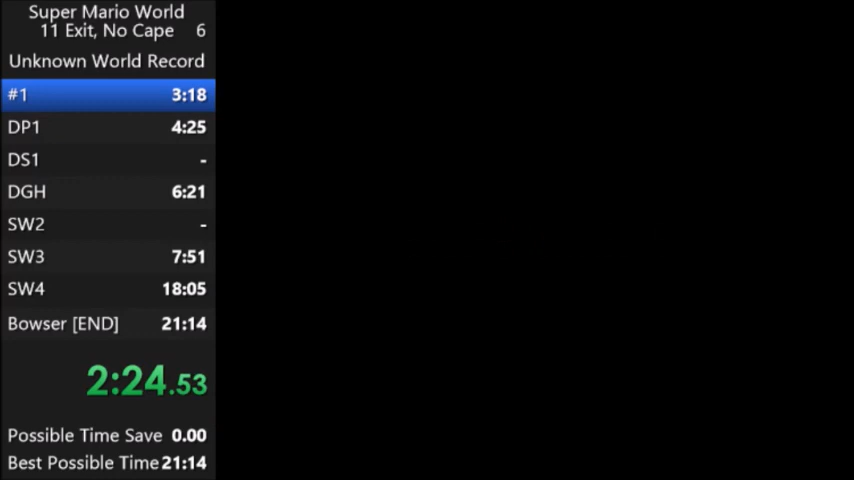 Super Mario World
11 Exit, No Cape 6
Unknown World Record
#1 3:18
DP1 4:25
DS1 -
DGH 6:21
SW2 -
SW3 7:51
SW4 18:05
Bowser [END] 21:14
2:24.53
Possible Time Save 0.00
Best Possible Time 21:14